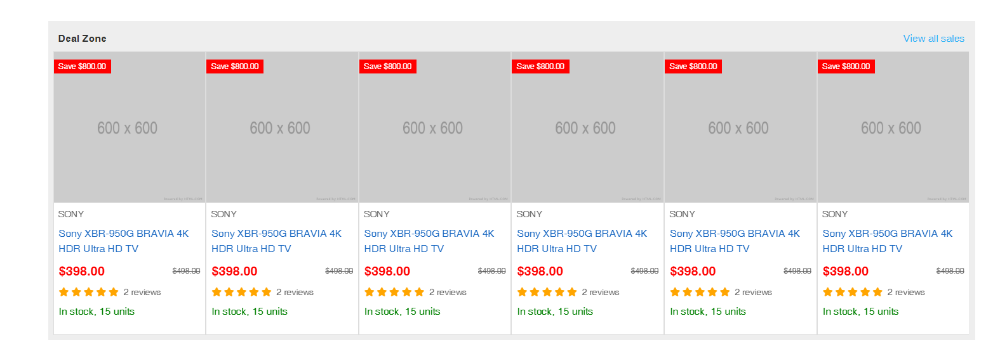 Deal Zone
View all sales
Save $800.00
Save $800.00
Save $800.00
Save $800.00
Save $800.00
Save $800.00
600 x 600
600 x 600
600 x 600
600 x 600
600 x 600
600 x 600
Powered by HTML.COM
Powered by HTML.COM
Powered by HTML.COM
Powered by HTML.COM
Powered by HTML.COM
Powered by HTML.COM
SONY
SONY
SONY
SONY
SONY
SONY
Sony XBR-950G BRAVIA 4K
HDR Ultra HD TV
Sony XBR-950G BRAVIA 4K
HDR Ultra HD TV
Sony XBR-950G BRAVIA 4K
HDR Ultra HD TV
Sony XBR-950G BRAVIA 4K
HDR Ultra HD TV
Sony XBR-950G BRAVIA 4K
HDR Ultra HD TV
Sony XBR-950G BRAVIA 4K
HDR Ultra HD TV
$398.00 $498.00
$398.00 $498.00
$398.00 $498.00
$398.00 $498.00
$398.00 $498.00
$398.00 $498.00
2 reviews
2 reviews
2 reviews
2 reviews
2 reviews
2 reviews
In stock, 15 units
In stock, 15 units
In stock, 15 units
In stock, 15 units
In stock, 15 units
In stock, 15 units